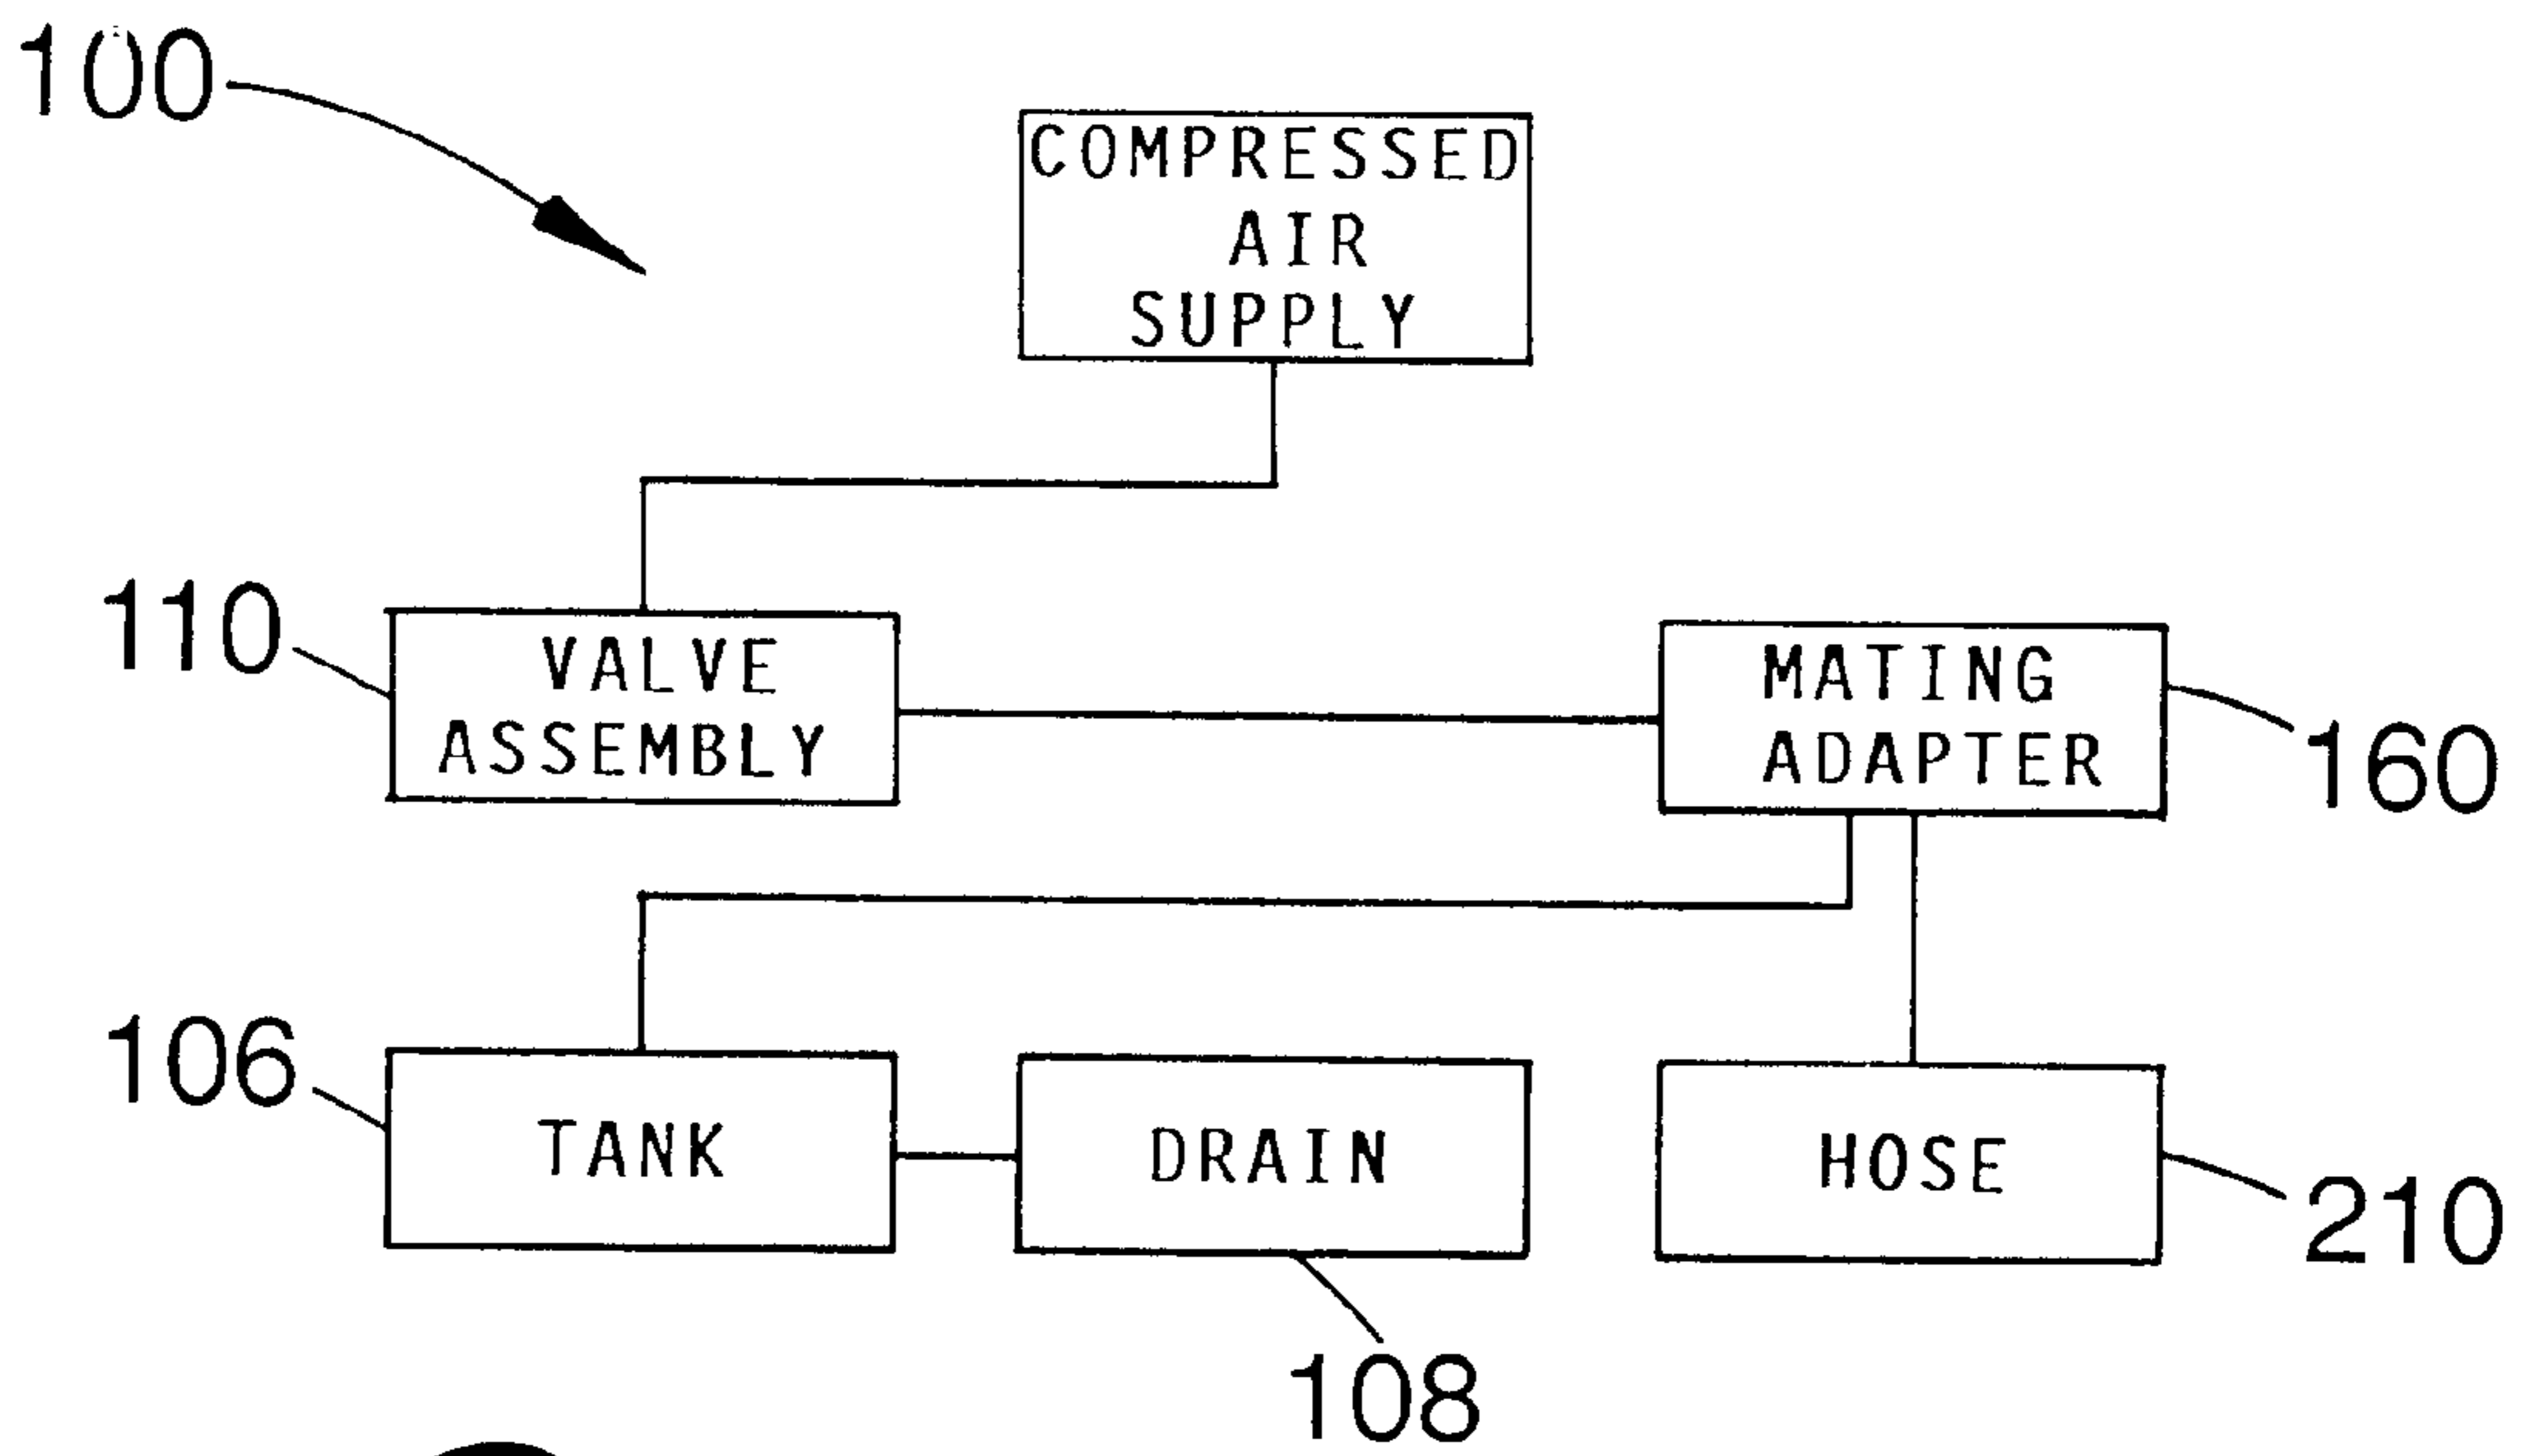 100
COMPRESSED
AIR
SUPPLY
110
VALVE
ASSEMBLY
MATING
ADAPTER
160
106
TANK
DRAIN
HOSE
210
108